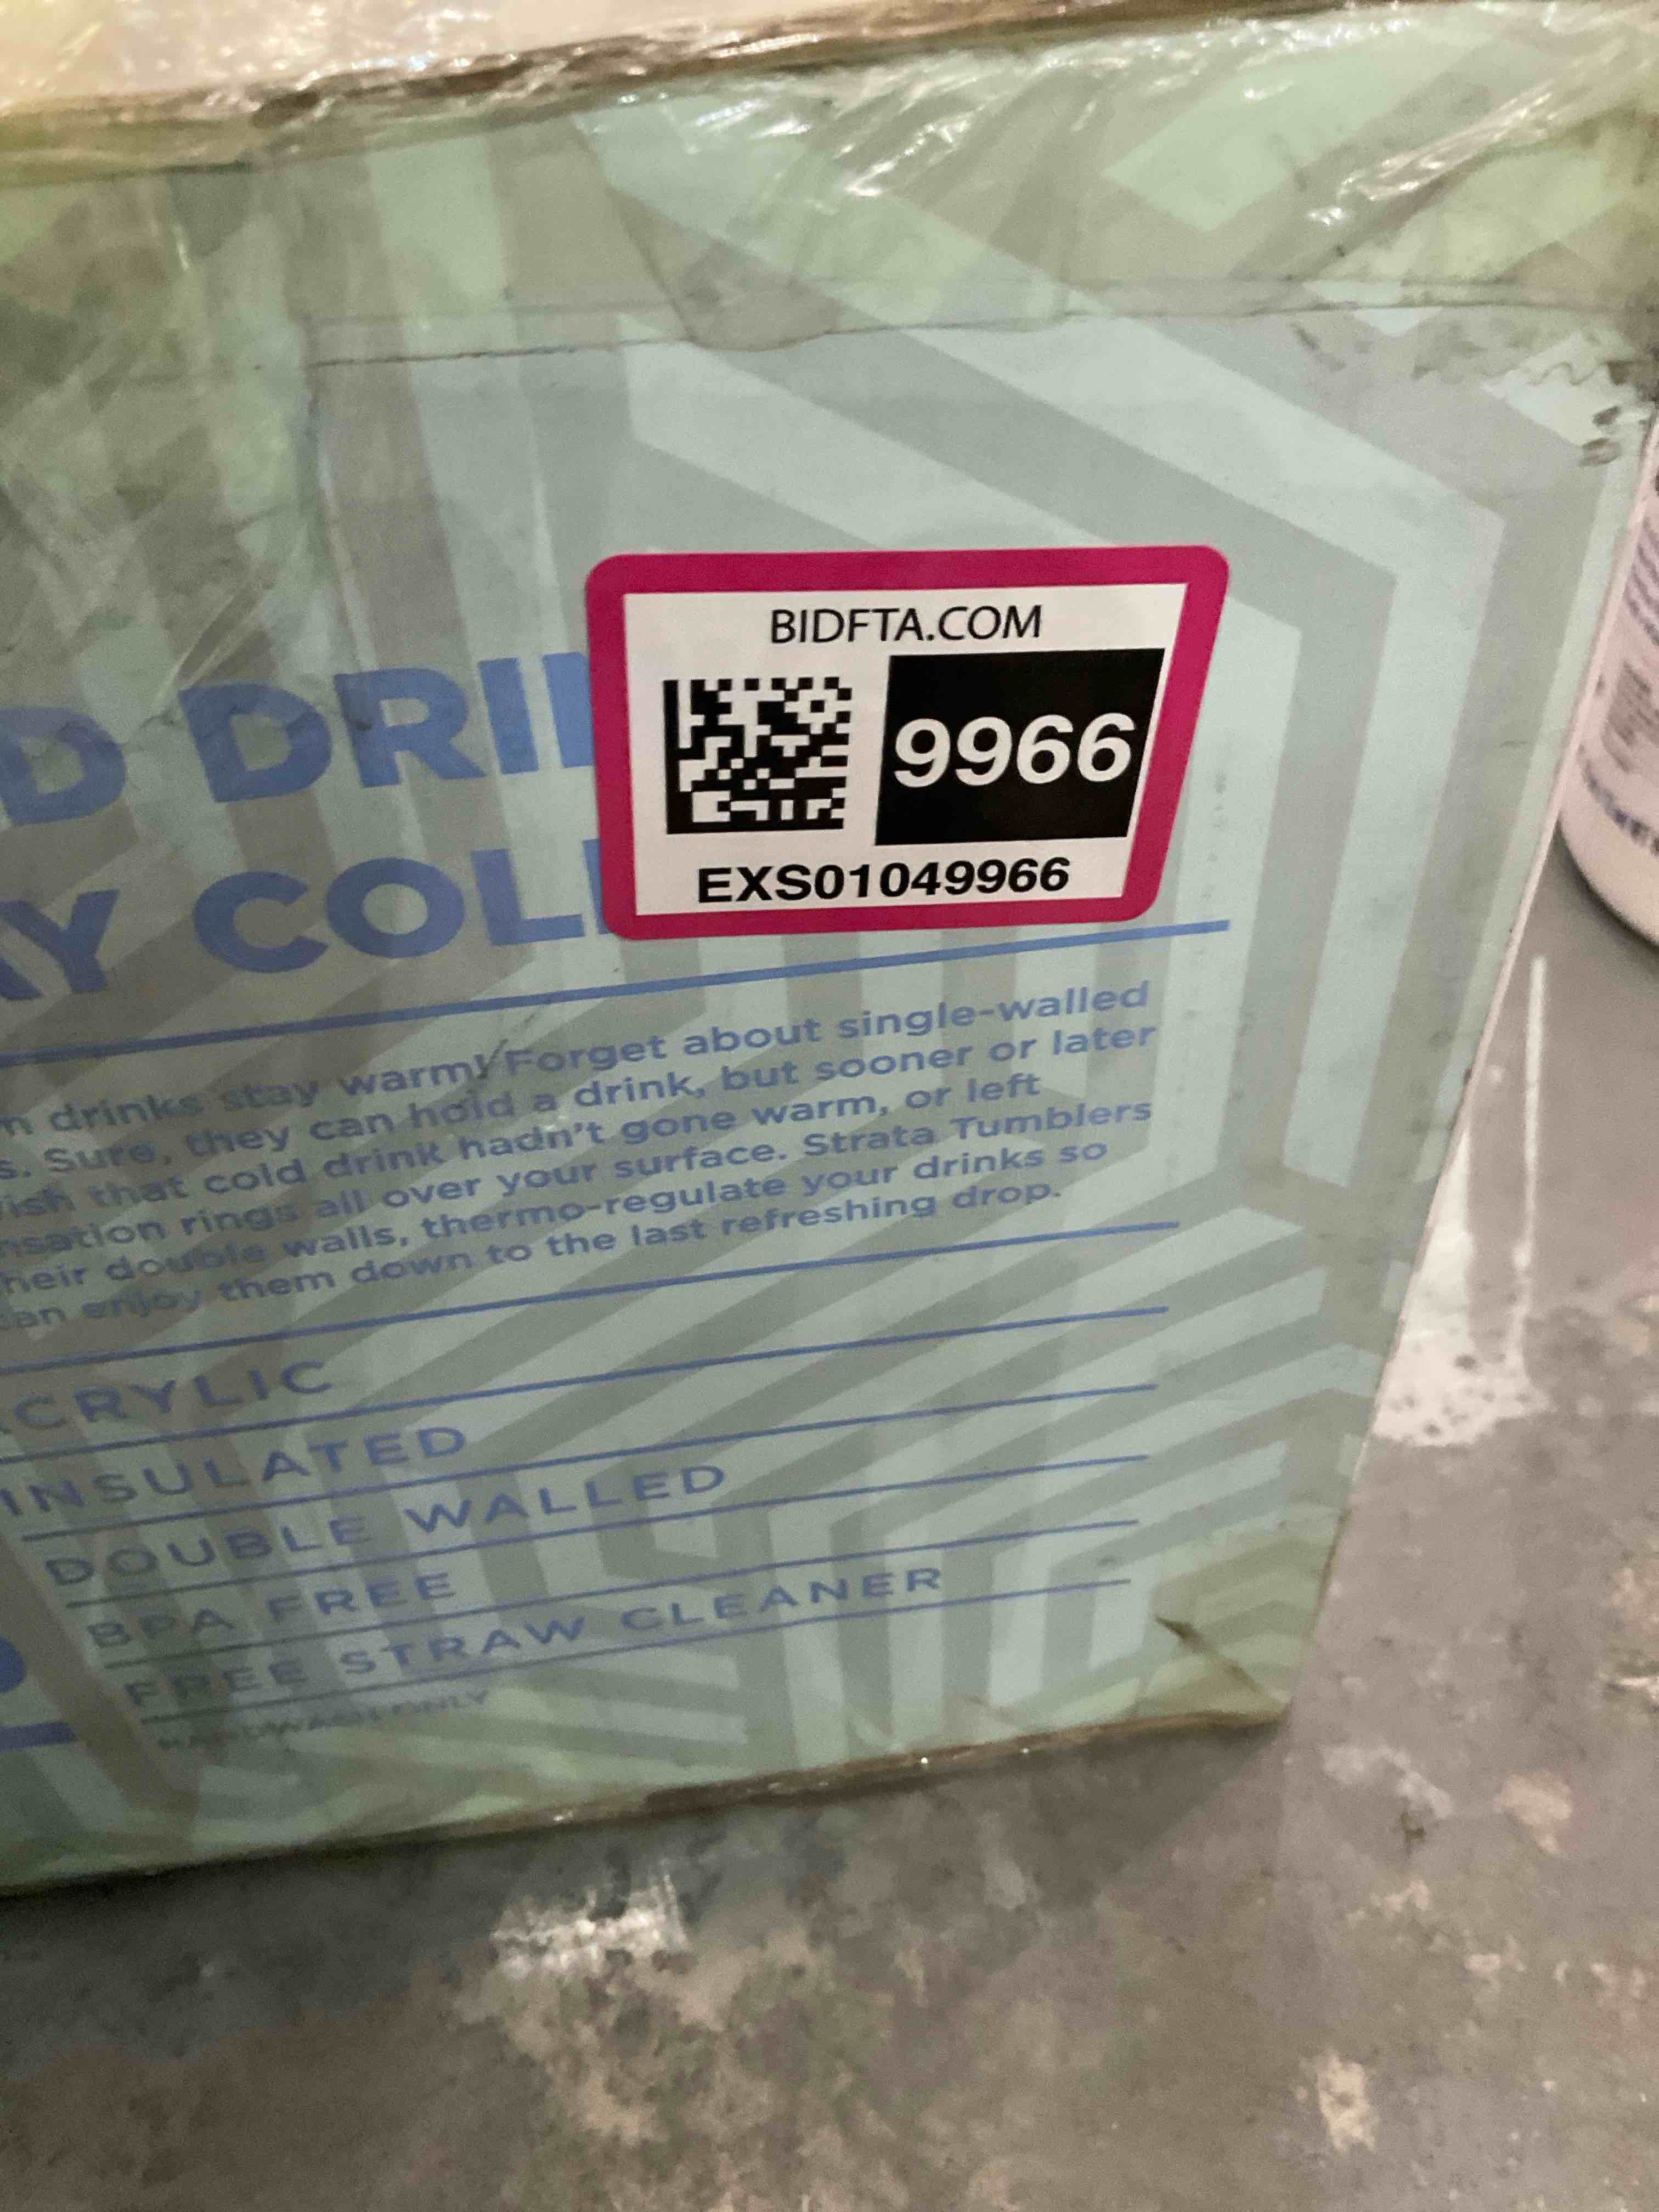 BIDFTA.COM
9966
EXS01049966
D DRI
AY COL
drinks stay warm! Forget about single-walled
s. Sure, they can hold a drink, but sooner or later
ish that cold drink hadn't gone warm, or left
nsation rings all over your surface. Strata Tumblers
heir double walls, thermo-regulate your drinks so
an enjoy them down to the last refreshing drop.
CRYLIC
INSULATED
DOUBLE WALLED
BPA FREE
FREE STRAW CLEANER
HANDWASH ONLY